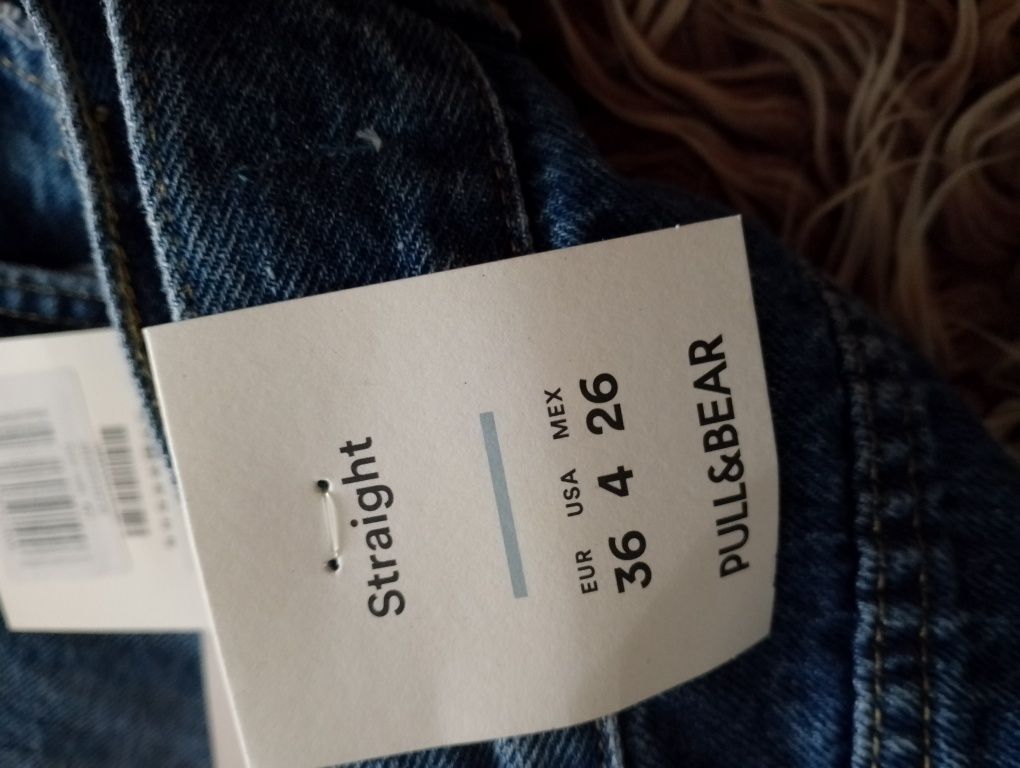 Straight
EUR USA MEX
36 4 26
PULL&BEAR